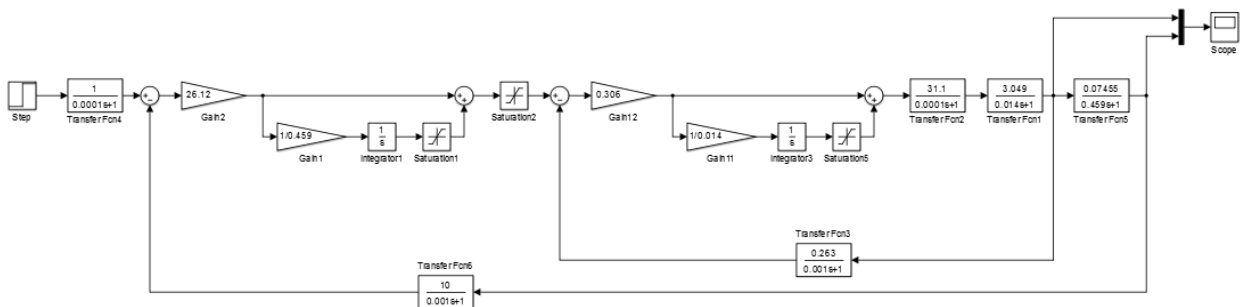 Step
1
0.0001s+1
Transfer Fcn4
26.12
Gain2
1/0.459
Gain1
1
s
Integrator1
Saturation1
Saturation2
0.306
Gain12
1/0.014
Gain11
1
s
Integrator3
Saturation5
31.1
0.0001s+1
Transfer Fcn2
3.049
0.014s+1
Transfer Fcn1
0.07455
0.459s+1
Transfer Fcn5
Scope
Transfer Fcn3
0.263
0.001s+1
Transfer Fcn6
10
0.001s+1